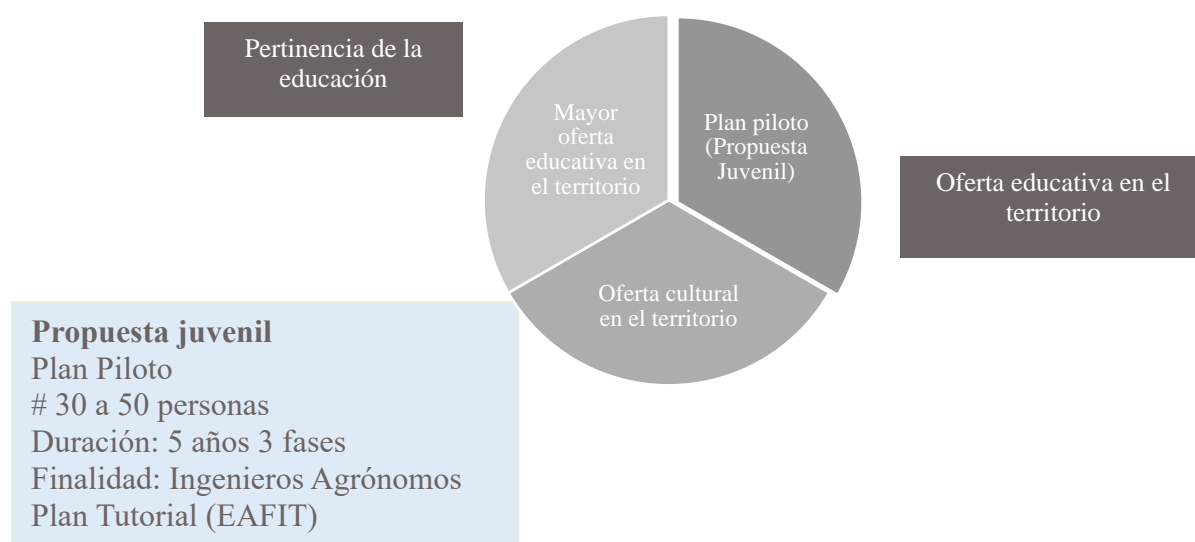 Pertinencia de la
educación
Mayor
oferta
educativa en
el territorio
Plan piloto
(Propuesta
Juvenil)
Oferta educativa en el
territorio
Oferta cultural
en el territorio
Propuesta juvenil
Plan Piloto
# 30 a 50 personas
Duración: 5 años 3 fases
Finalidad: Ingenieros Agrónomos
Plan Tutorial (EAFIT)